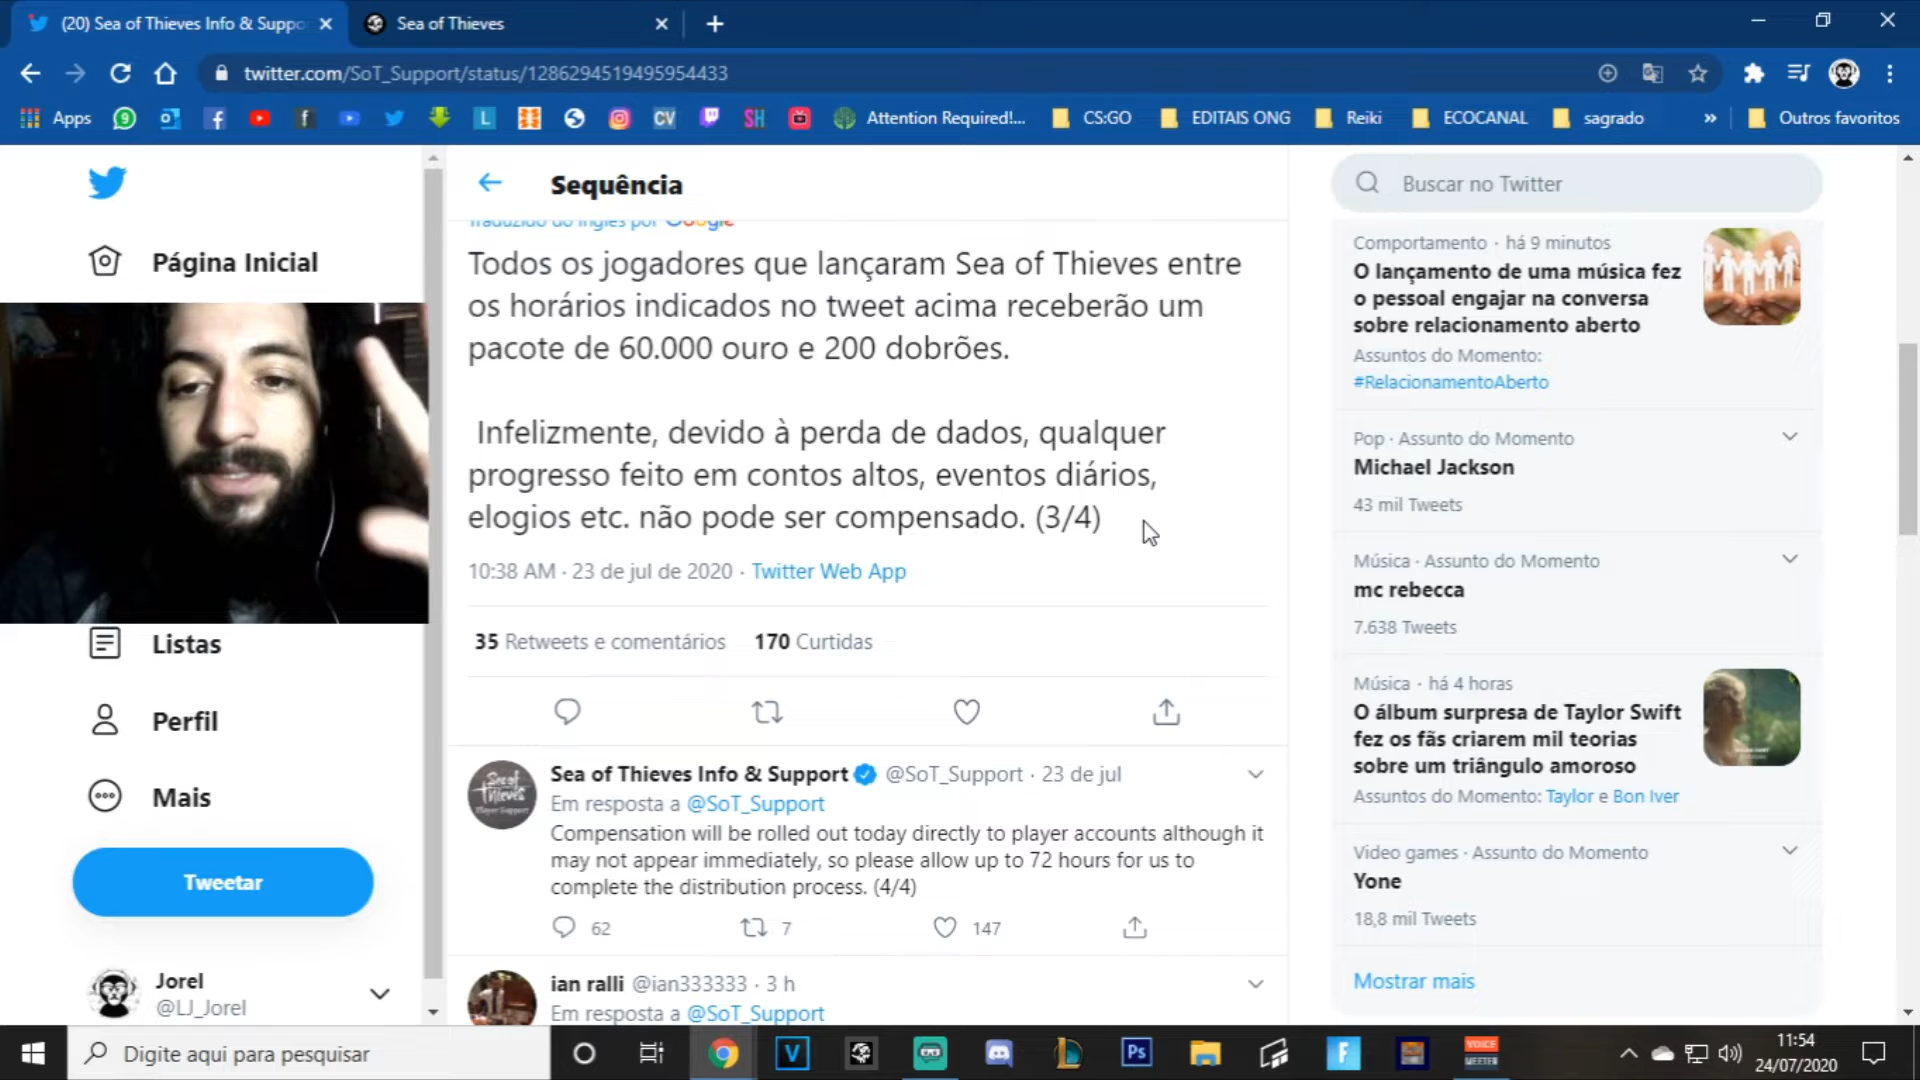 (20) Sea of Thieves Info & Suppo
Sea of Thieves
twitter.com/SoT_Support/status/1286294519495954433
Apps
Attention Required!...
CS:GO
EDITAIS ONG
Reiki
ECOCANAL
sagrado
»
Outros favoritos
Página Inicial
Listas
Perfil
Mais
Tweetar
Jorel
@LJ_Jorel
Sequência
Traduzido do inglês por Google
Todos os jogadores que lançaram Sea of Thieves entre
os horários indicados no tweet acima receberão um
pacote de 60.000 ouro e 200 dobrões.
Infelizmente, devido à perda de dados, qualquer
progresso feito em contos altos, eventos diários,
elogios etc. não pode ser compensado. (3/4)
10:38 AM · 23 de jul de 2020 · Twitter Web App
35 Retweets e comentários 170 Curtidas
Sea of Thieves Info & Support @SoT_Support · 23 de jul
Em resposta a @SoT_Support
Compensation will be rolled out today directly to player accounts although it
may not appear immediately, so please allow up to 72 hours for us to
complete the distribution process. (4/4)
62 7 147
ian ralli @ian333333 · 3 h
Em resposta a @SoT_Support
Buscar no Twitter
Comportamento · há 9 minutos
O lançamento de uma música fez
o pessoal engajar na conversa
sobre relacionamento aberto
Assuntos do Momento:
#RelacionamentoAberto
Pop · Assunto do Momento
Michael Jackson
43 mil Tweets
Música · Assunto do Momento
mc rebecca
7.638 Tweets
Música · há 4 horas
O álbum surpresa de Taylor Swift
fez os fãs criarem mil teorias
sobre um triângulo amoroso
Assuntos do Momento: Taylor e Bon Iver
Video games · Assunto do Momento
Yone
18,8 mil Tweets
Mostrar mais
Digite aqui para pesquisar
VOICE
MEETER
11:54
24/07/2020